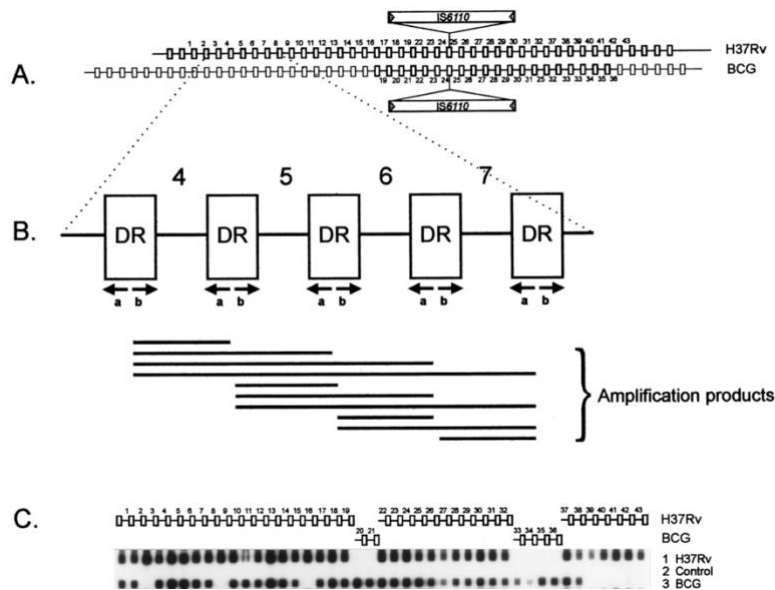 IS6110
1 2 3 4 5 6 7 8 9 10 11 12 13 14 15 16 17 18 19 22 23 24 25 26 27 28 29 30 31 32 37 38 39 40 41 42 43
H37Rv
A.
BCG
19 20 21 22 23 24 25 26 27 28 29 30 31 32 33 34 35 36
IS6110
4 5 6 7
B.
DR DR DR DR DR
a b a b a b a b a b
Amplification products
C.
1 2 3 4 5 6 7 8 9 10 11 12 13 14 15 16 17 18 19 22 23 24 25 26 27 28 29 30 31 32 37 38 39 40 41 42 43
H37Rv
20 21 33 34 35 36
BCG
1 H37Rv
2 Control
3 BCG